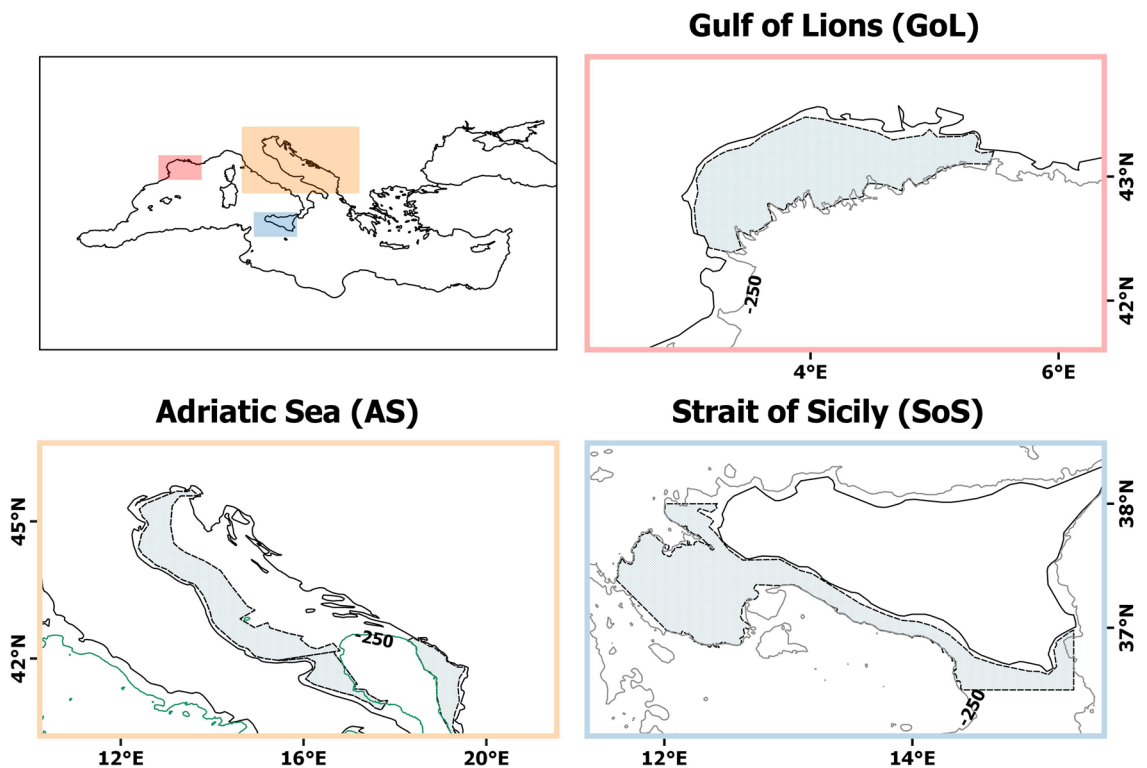 Gulf of Lions (GoL)
-250
43°N
42°N
4°E
6°E
Adriatic Sea (AS)
Strait of Sicily (SoS)
45°N
42°N
-250
12°E
16°E
20°E
38°N
37°N
-250
12°E
14°E